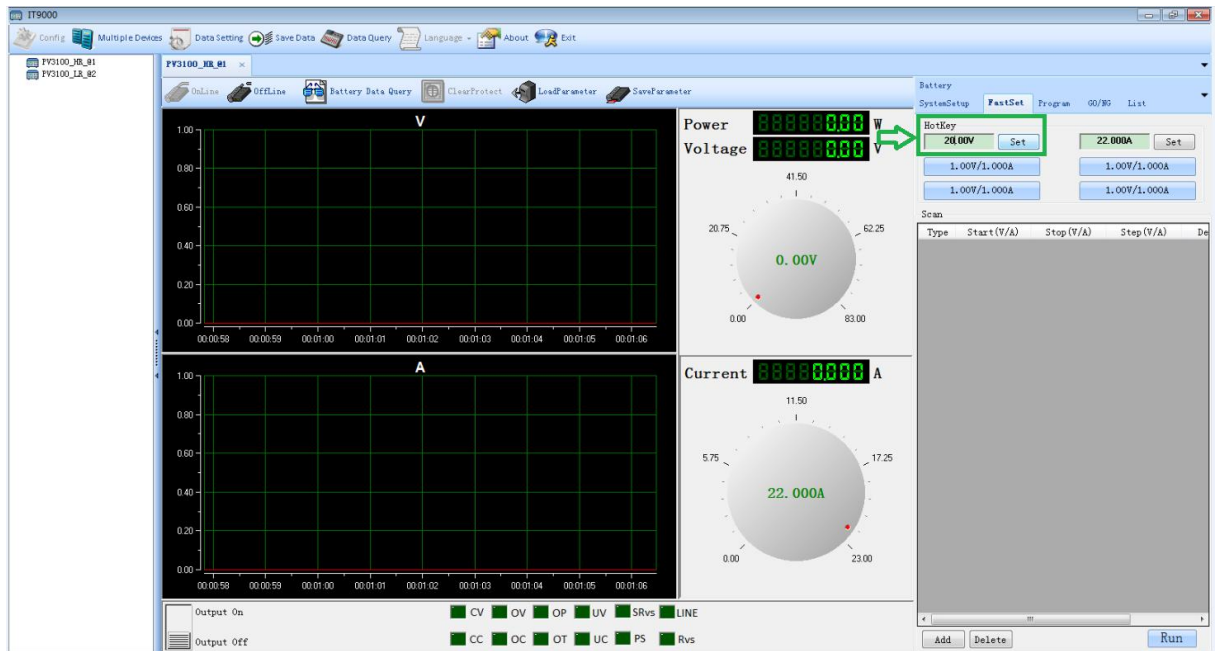 IT9000
Config Multiple Devices Data Setting Save Data Data Query Language About Exit
PV3100_HR_01
PV3100_LR_02
PV3100_HR_01 ×
OnLine OffLine Battery Data Query ClearProtect LoadParameter SaveParameter
V
1.00
0.80
0.60
0.40
0.20
0.00
00:00:58 00:00:59 00:01:00 00:01:01 00:01:02 00:01:03 00:01:04 00:01:05 00:01:06
Power 0.00 W
Voltage 0.00 V
41.50
20.75 62.25
0.00V
0.00 83.00
A
1.00
0.80
0.60
0.40
0.20
0.00
00:00:58 00:00:59 00:01:00 00:01:01 00:01:02 00:01:03 00:01:04 00:01:05 00:01:06
Current 0.000 A
11.50
5.75 17.25
22.000A
0.00 23.00
Output On
Output Off
CV OV OP UV SRvs LINE
CC OC OT UC PS Rvs
Battery
SystemSetup FastSet Program GO/NG List
HotKey
20.00V Set 22.000A Set
1.00V/1.000A 1.00V/1.000A
1.00V/1.000A 1.00V/1.000A
Scan
Type Start(V/A) Stop(V/A) Step(V/A) De
Add Delete Run